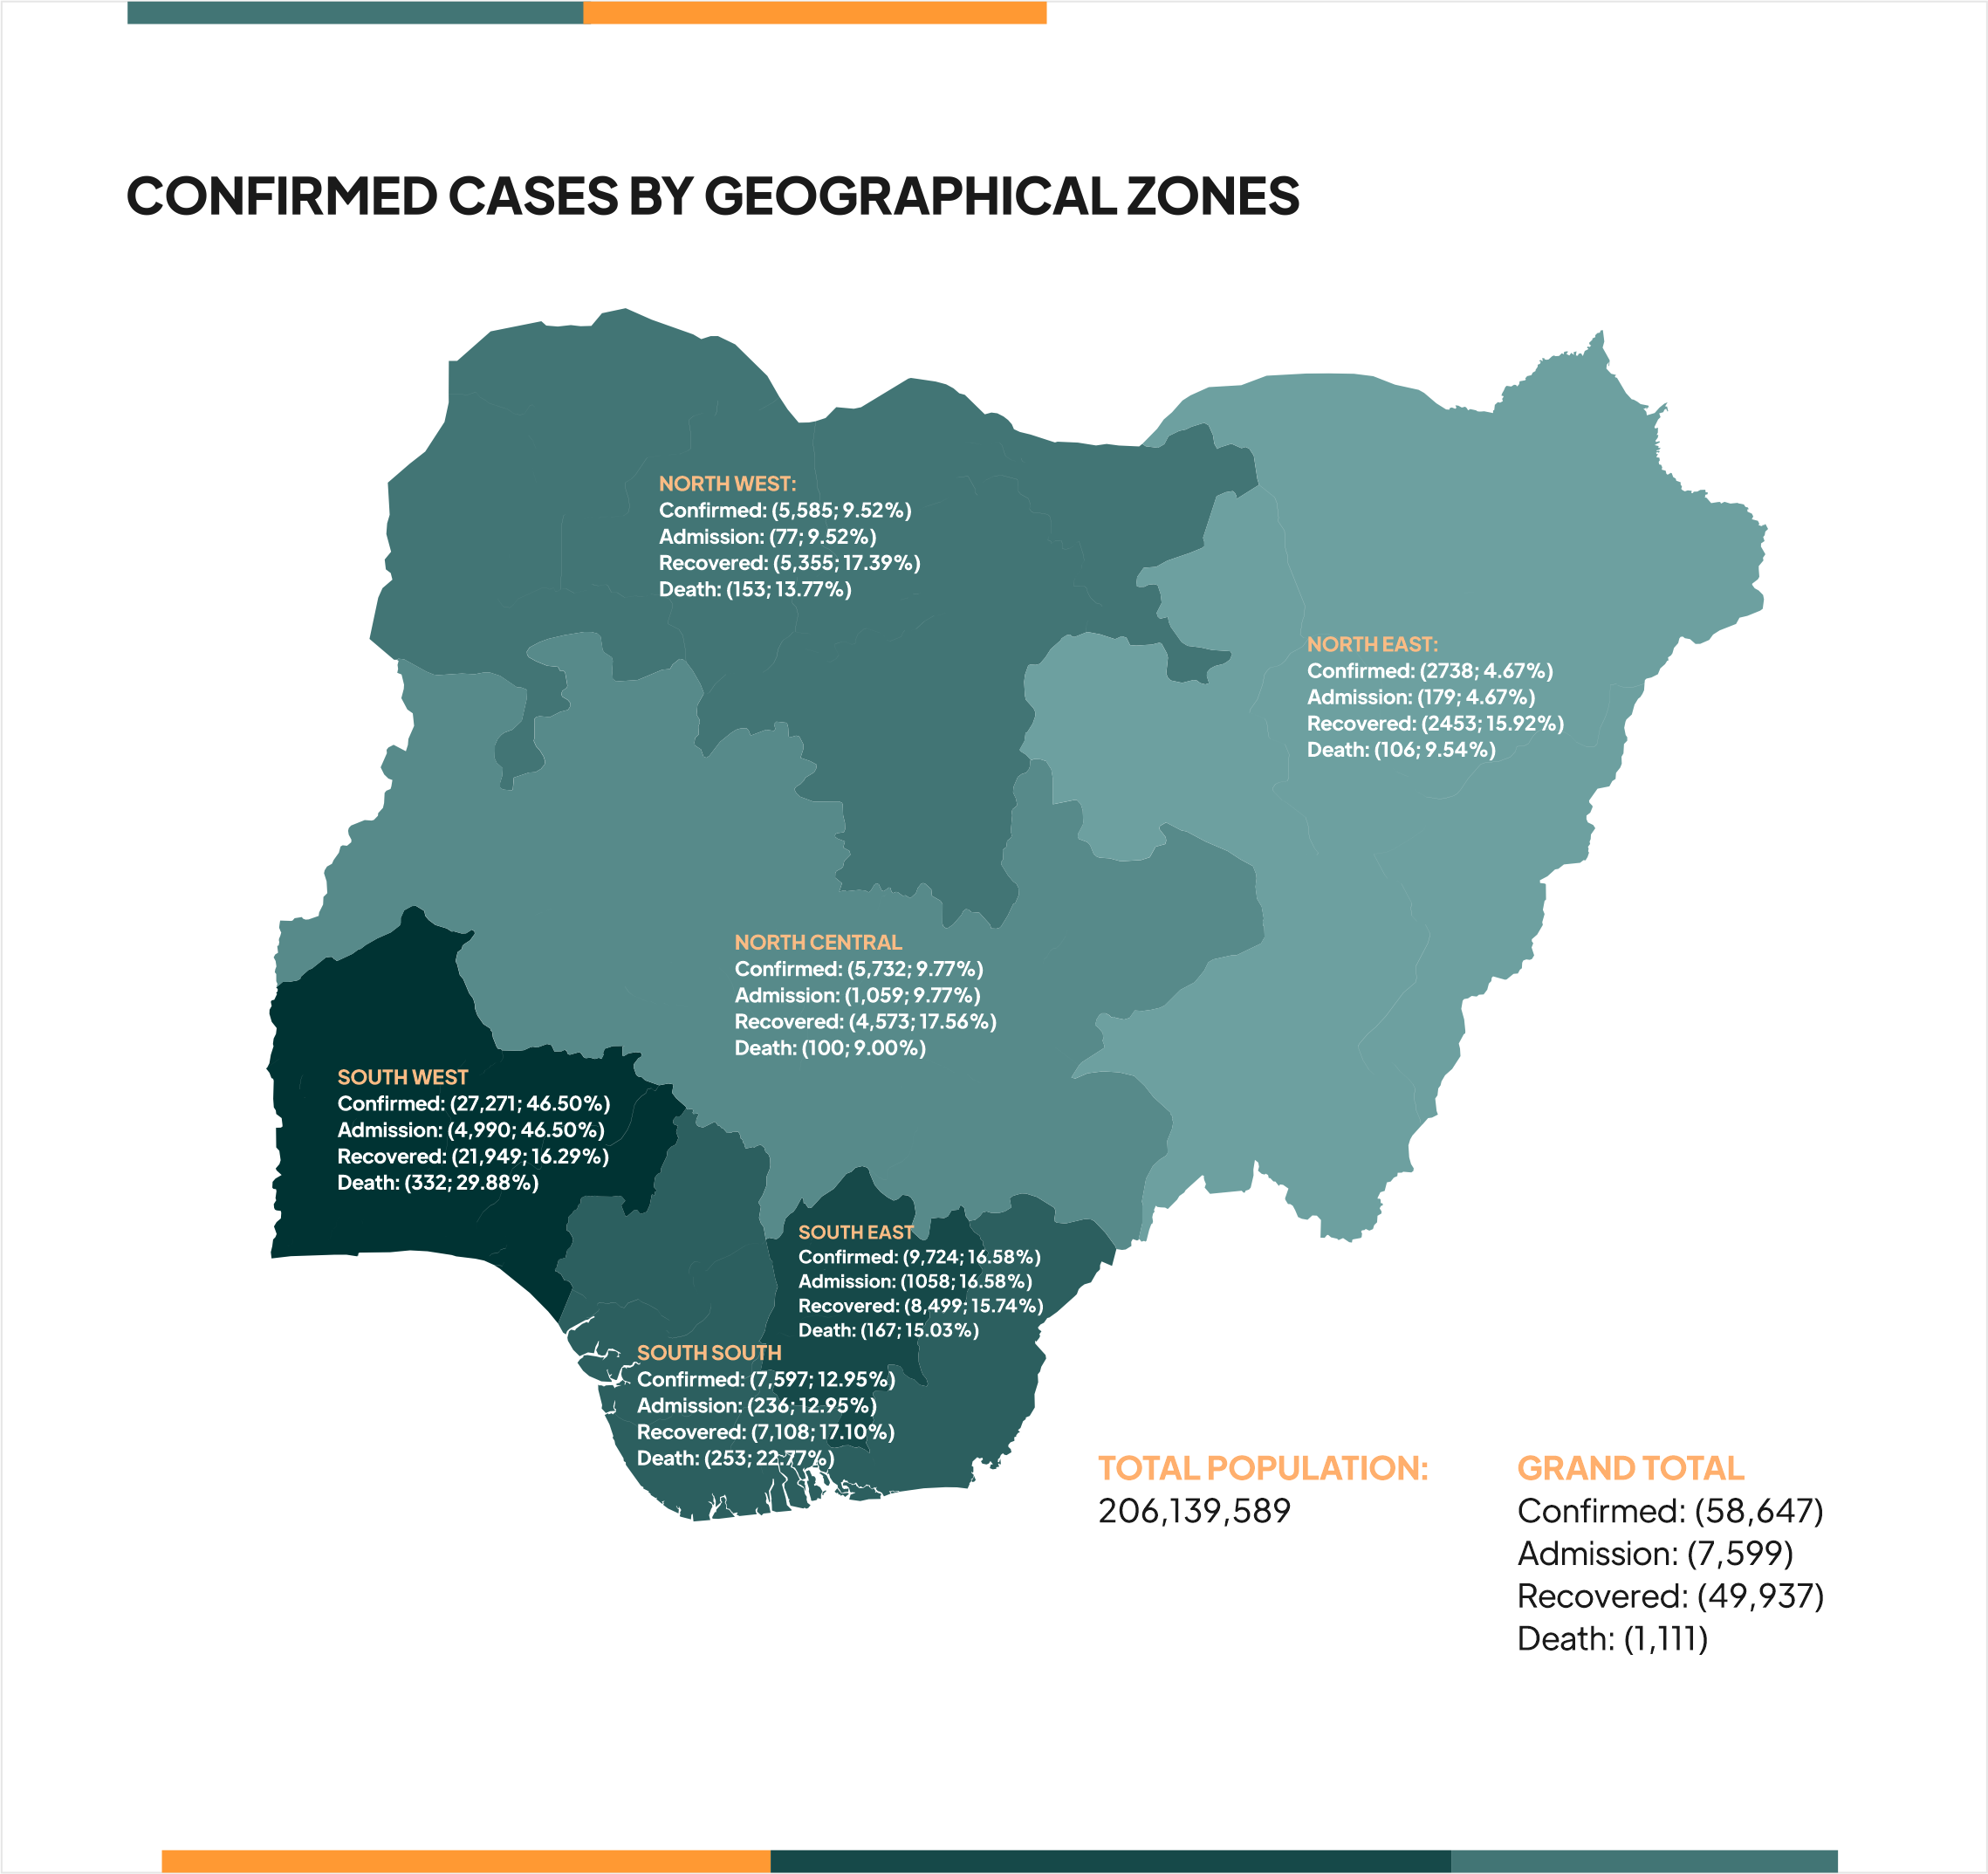 CONFIRMED CASES BY GEOGRAPHICAL ZONES
NORTH WEST:
Confirmed: (5,585; 9.52%)
Admission: (77; 9.52%)
Recovered: (5,355; 17.39%)
Death: (153; 13.77%)
NORTH EAST:
Confirmed: (2738; 4.67%)
Admission: (179; 4.67%)
Recovered: (2453; 15.92%)
Death: (106; 9.54%)
NORTH CENTRAL
Confirmed: (5,732; 9.77%)
Admission: (1,059; 9.77%)
Recovered: (4,573; 17.56%)
Death: (100; 9.00%)
SOUTH WEST
Confirmed: (27,271; 46.50%)
Admission: (4,990; 46.50%)
Recovered: (21,949; 16.29%)
Death: (332; 29.88%)
SOUTH EAST
Confirmed: (9,724; 16.58%)
Admission: (1058; 16.58%)
Recovered: (8,499; 15.74%)
Death: (167; 15.03%)
SOUTH SOUTH
Confirmed: (7,597; 12.95%)
Admission: (236; 12.95%)
Recovered: (7,108; 17.10%)
Death: (253; 22.77%)
TOTAL POPULATION:
206,139,589
GRAND TOTAL
Confirmed: (58,647)
Admission: (7,599)
Recovered: (49,937)
Death: (1,111)